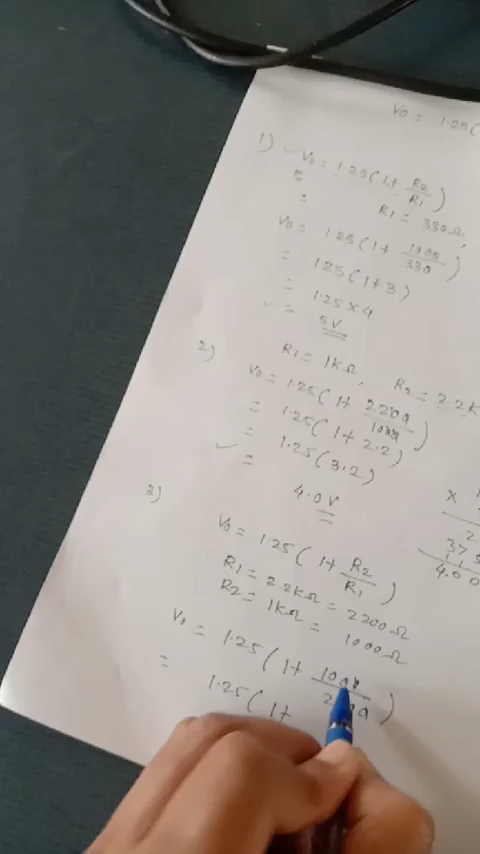 V0 = 1.25(
1) V0 = 1.25(1+ R2/R1)
=
R1 = 330Ω,
V0 = 1.25(1+ 1000/330)
= 1.25(1+3)
= 1.25×4
= 5V
2) R1 = 1kΩ, R2 = 2.2k
V0 = 1.25(1+ 2200/1000)
= 1.25(1+2.2)
= 1.25(3.2)
=
4.0V
3)
V0 = 1.25(1+ R2/R1)
R1 = 2.2kΩ = 2200Ω
R2 = 1kΩ = 1000Ω
V0 = 1.25(1+
= 1.25(1+